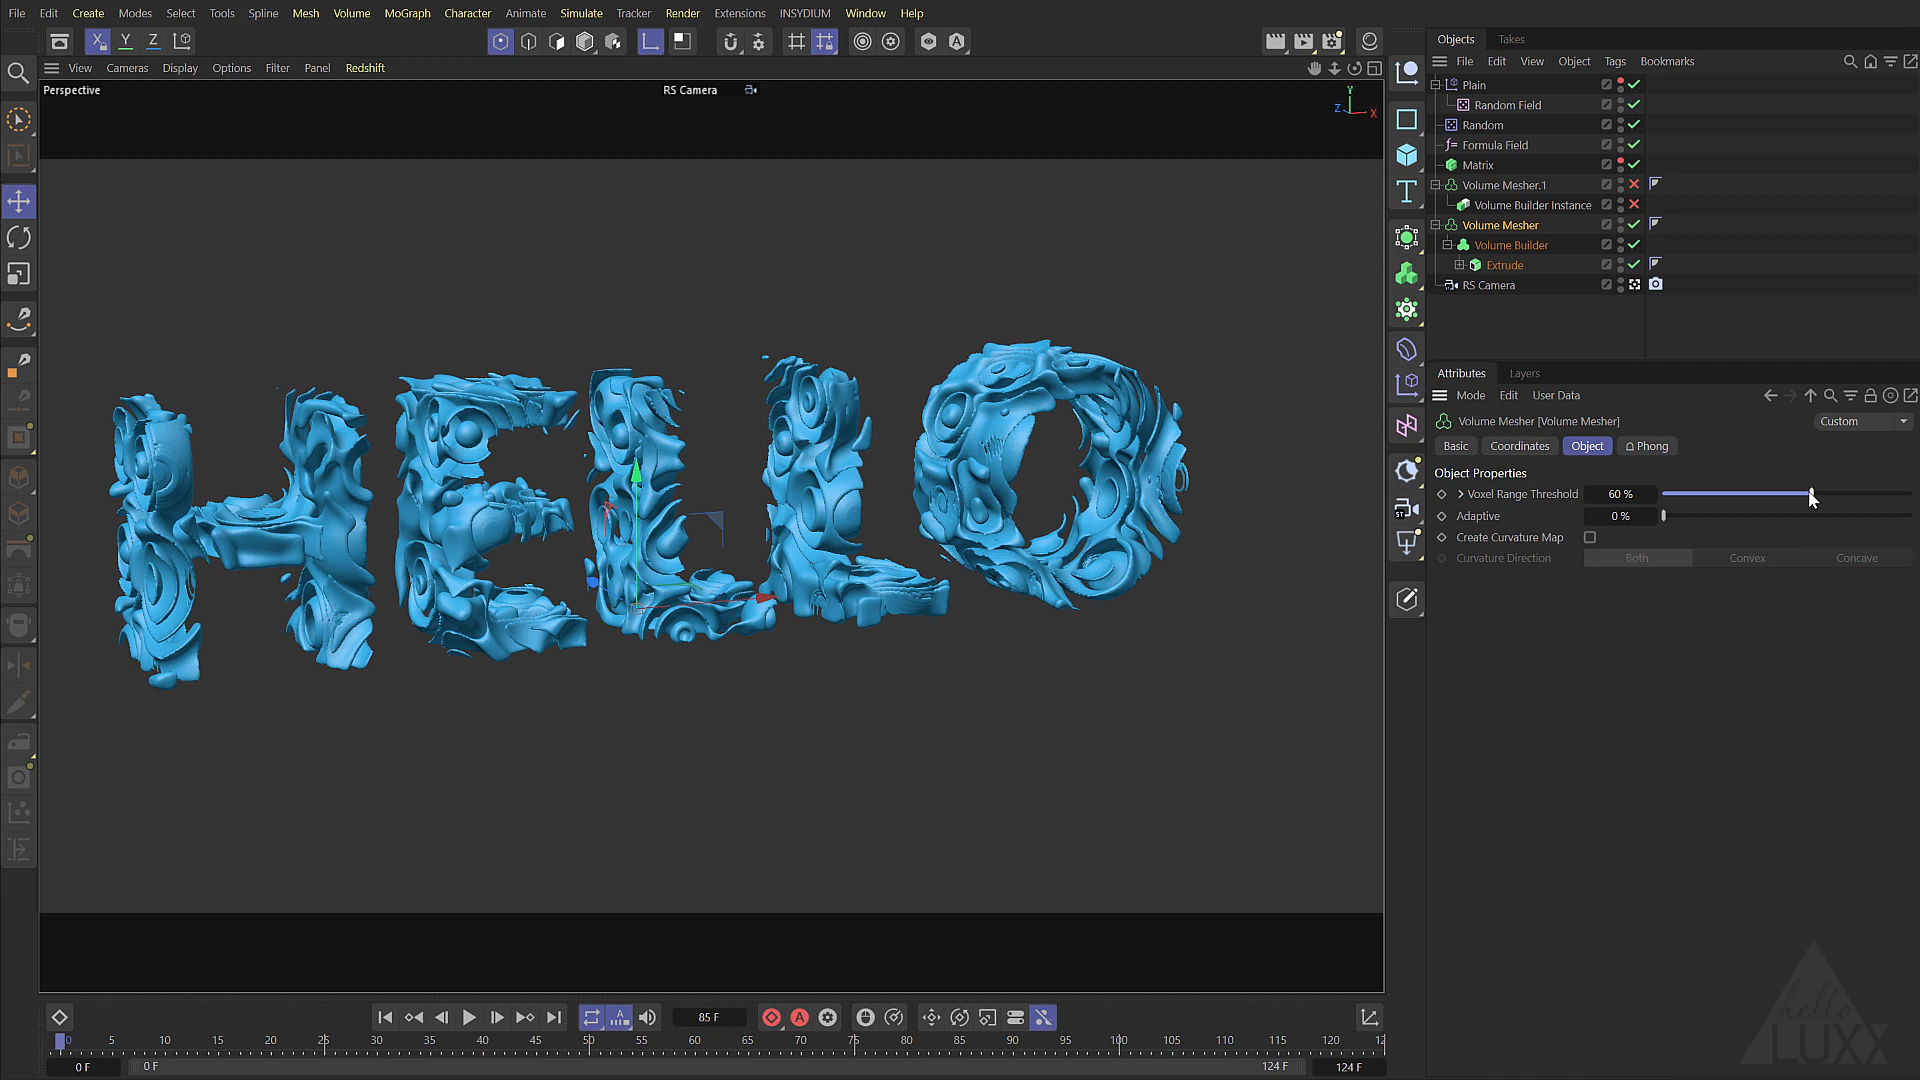 File Edit Create Modes Select Tools Spline Mesh Volume MoGraph Character Animate Simulate Tracker Render Extensions INSYDIUM Window Help
X Y Z
View Cameras Display Options Filter Panel Redshift
Perspective RS Camera
Y
Z X
HELLO
Objects Takes
File Edit View Object Tags Bookmarks
Plain
Random Field
Random
Formula Field
Matrix
Volume Mesher.1
Volume Builder Instance
Volume Mesher
Volume Builder
Extrude
RS Camera
Attributes Layers
Mode Edit User Data
Volume Mesher [Volume Mesher] Custom
Basic Coordinates Object Phong
Object Properties
Voxel Range Threshold 60 %
Adaptive 0 %
Create Curvature Map
Curvature Direction Both Convex Concave
85 F
0 5 10 15 20 25 30 35 40 45 50 55 60 65 70 75 80 85 90 95 100 105 110 115 120 12
0 F 0 F 124 F 124 F
hello
LUXX